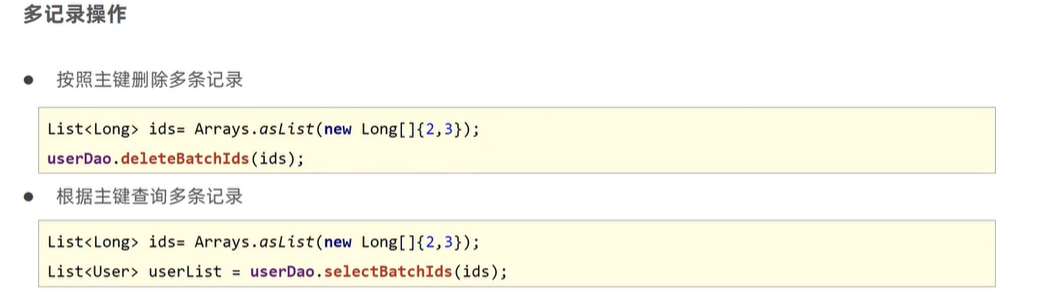 多记录操作
● 按照主键删除多条记录
List<Long> ids= Arrays.asList(new Long[]{2,3});
userDao.deleteBatchIds(ids);
● 根据主键查询多条记录
List<Long> ids= Arrays.asList(new Long[]{2,3});
List<User> userList = userDao.selectBatchIds(ids);